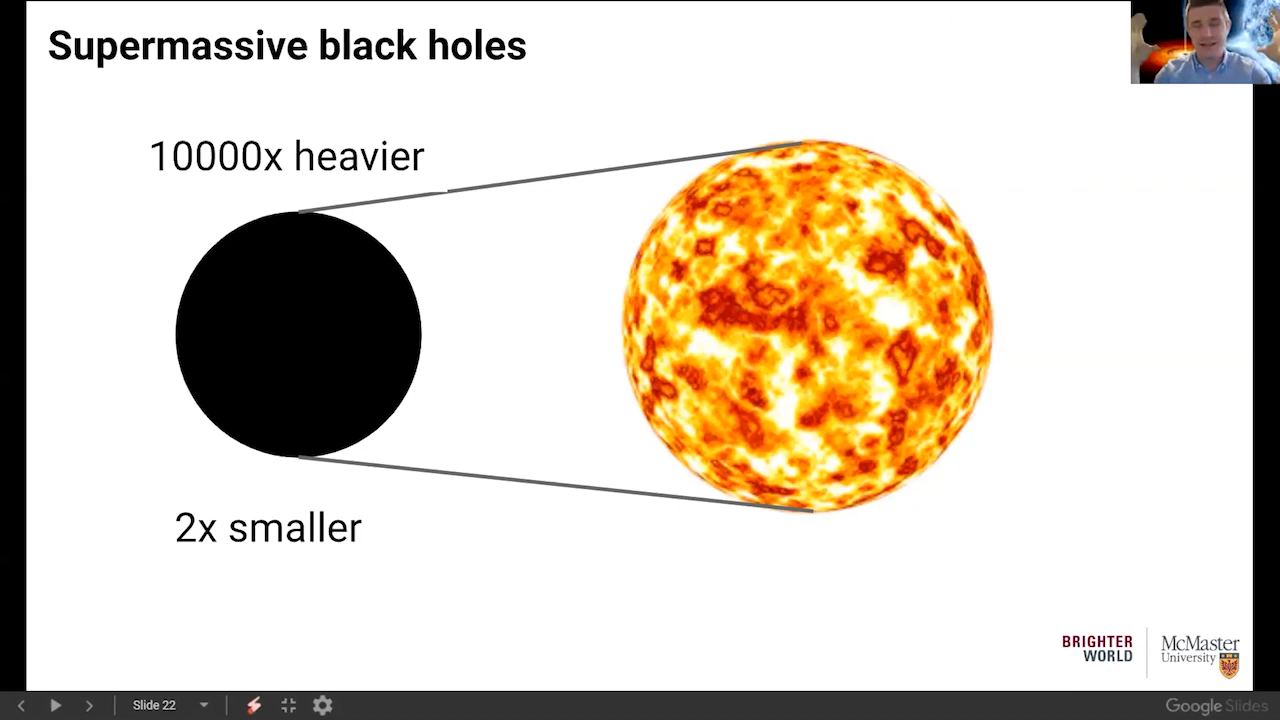 Supermassive black holes
10000x heavier
2x smaller
BRIGHTER
WORLD
McMaster
University
Slide 22
Google Slides